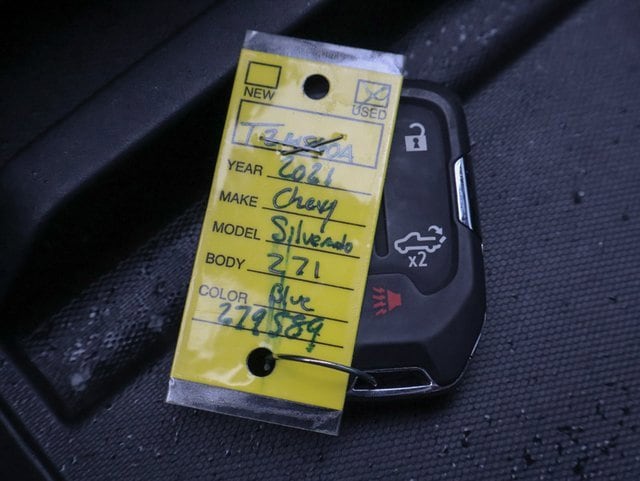 NEW
USED
YEAR 2021
MAKE Chevy
MODEL Silverado
BODY Z71
COLOR Blue
279589
x2